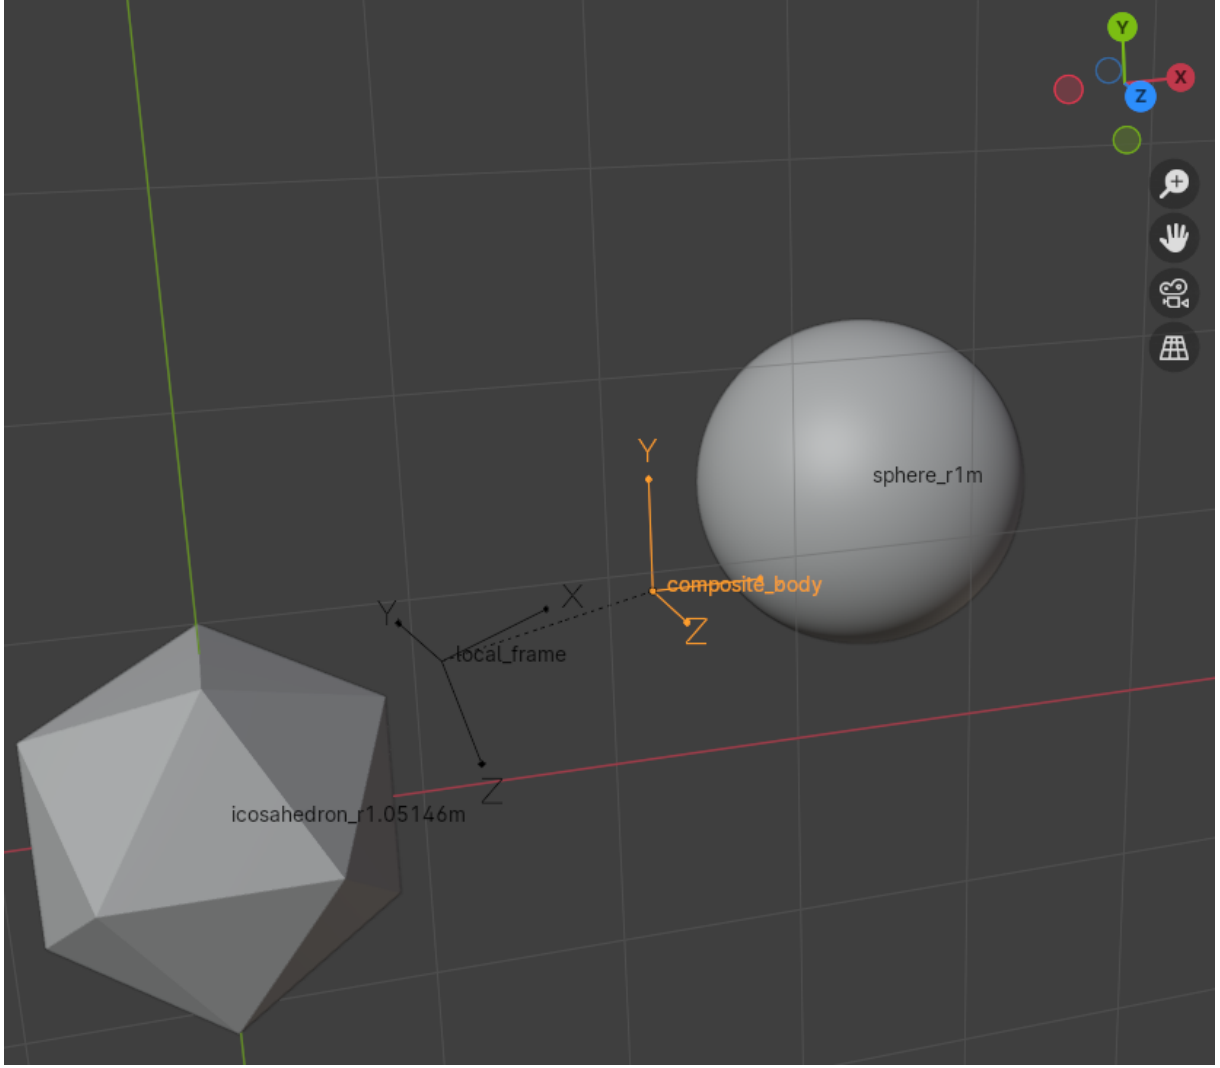 Y
X
Z
Y
sphere_r1m
composite_body
Z
Y
X
local_frame
Z
icosahedron_r1.05146m